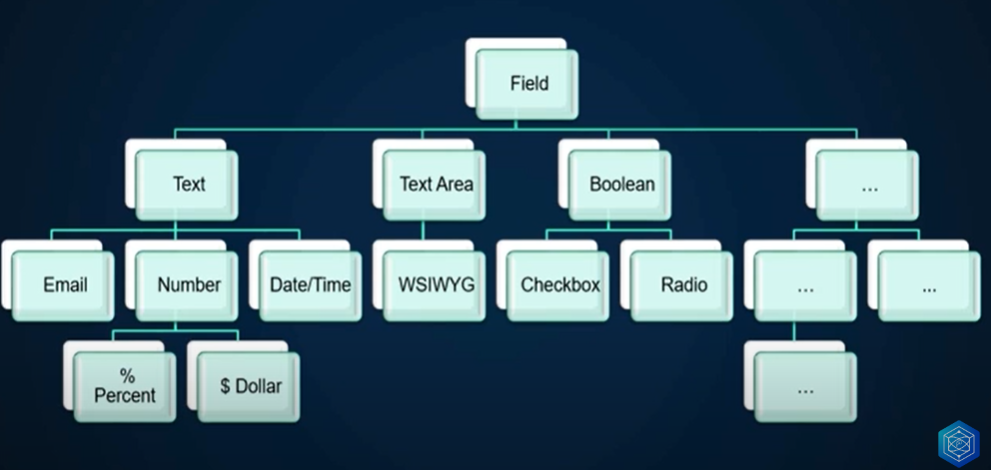 Field
Text
Text Area
Boolean
...
Email
Number
Date/Time
WSIWYG
Checkbox
Radio
...
...
%
Percent
$ Dollar
...